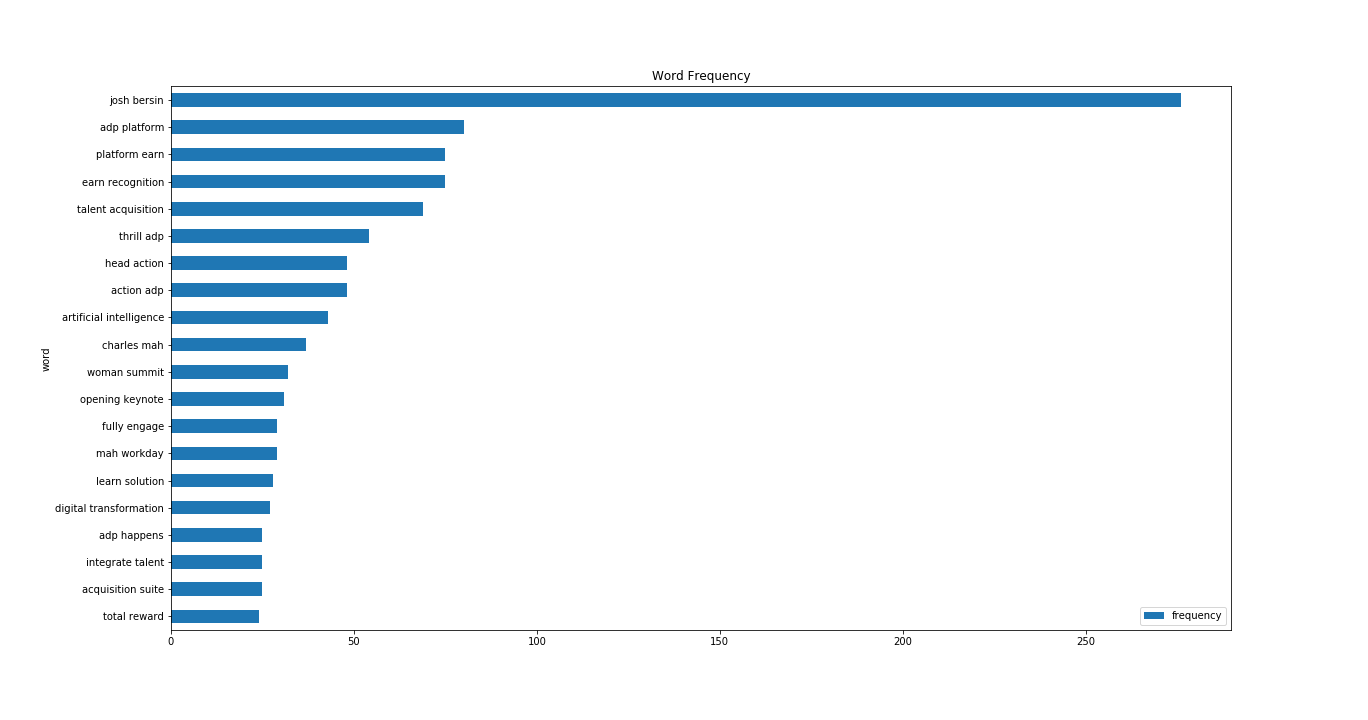 Word Frequency
josh bersin
adp platform
platform earn
earn recognition
talent acquisition
thrill adp
head action
action adp
artificial intelligence
charles mah
woman summit
opening keynote
fully engage
mah workday
learn solution
digital transformation
adp happens
integrate talent
acquisition suite
total reward
word
frequency
0 50 100 150 200 250